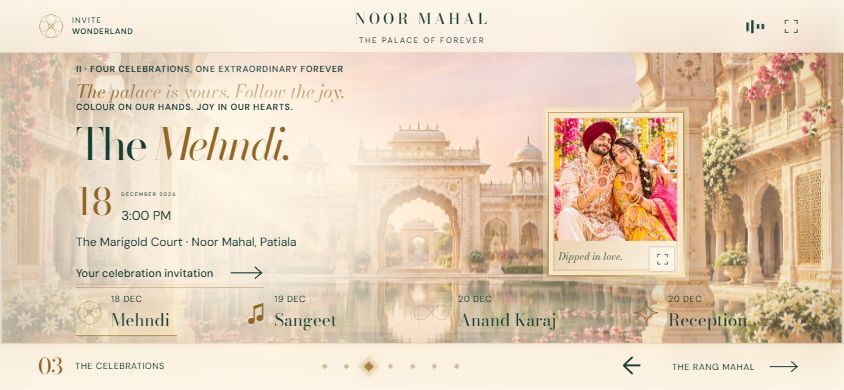 INVITE
WONDERLAND
NOOR MAHAL
THE PALACE OF FOREVER
II · FOUR CELEBRATIONS, ONE EXTRAORDINARY FOREVER
The palace is yours. Follow the joy.
COLOUR ON OUR HANDS. JOY IN OUR HEARTS.
The Mehndi.
18
DECEMBER 2026
3:00 PM
The Marigold Court · Noor Mahal, Patiala
Your celebration invitation
Dipped in love.
18 DEC
Mehndi
19 DEC
Sangeet
20 DEC
Anand Karaj
20 DEC
Reception
03
THE CELEBRATIONS
THE RANG MAHAL